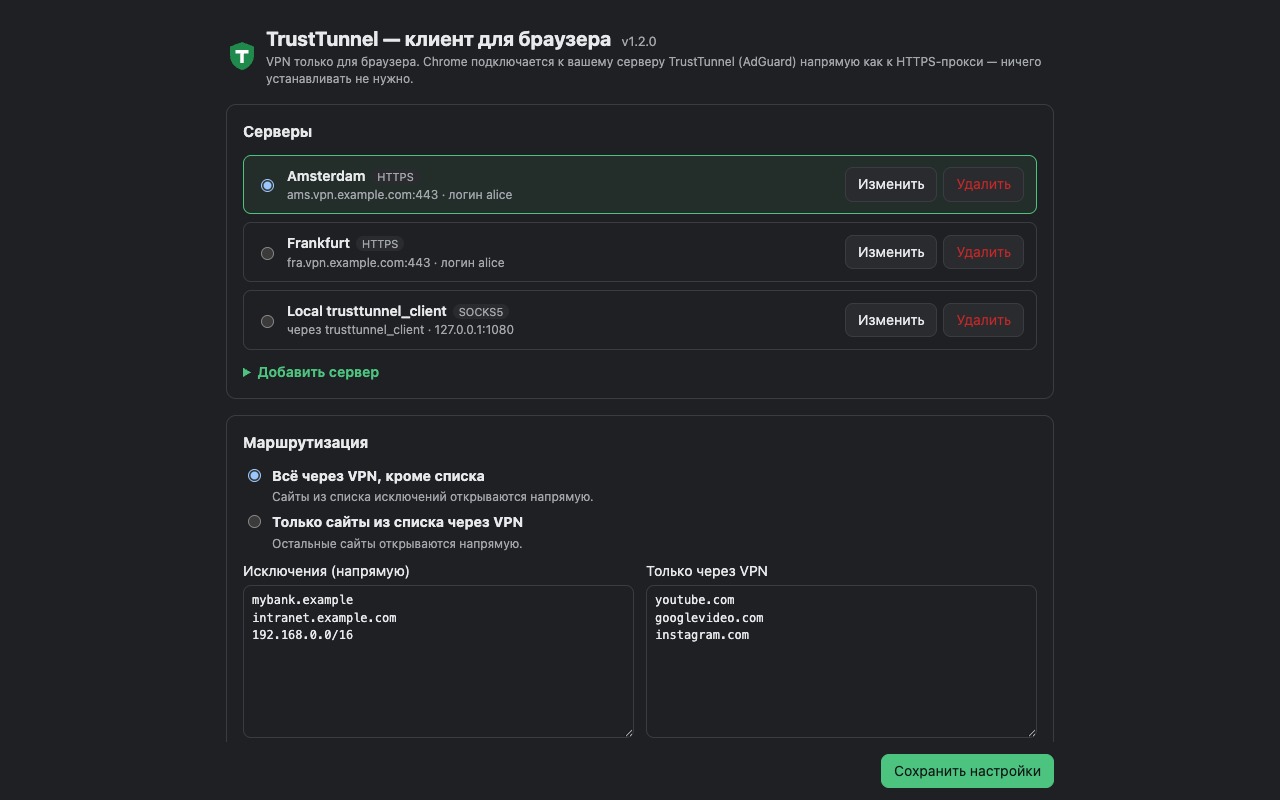 T
TrustTunnel — клиент для браузера v1.2.0
VPN только для браузера. Chrome подключается к вашему серверу TrustTunnel (AdGuard) напрямую как к HTTPS-прокси — ничего
устанавливать не нужно.
Серверы
Amsterdam HTTPS
ams.vpn.example.com:443 · логин alice
Изменить Удалить
Frankfurt HTTPS
fra.vpn.example.com:443 · логин alice
Изменить Удалить
Local trusttunnel_client SOCKS5
через trusttunnel_client · 127.0.0.1:1080
Изменить Удалить
Добавить сервер
Маршрутизация
Всё через VPN, кроме списка
Сайты из списка исключений открываются напрямую.
Только сайты из списка через VPN
Остальные сайты открываются напрямую.
Исключения (напрямую)
mybank.example
intranet.example.com
192.168.0.0/16
Только через VPN
youtube.com
googlevideo.com
instagram.com
Сохранить настройки